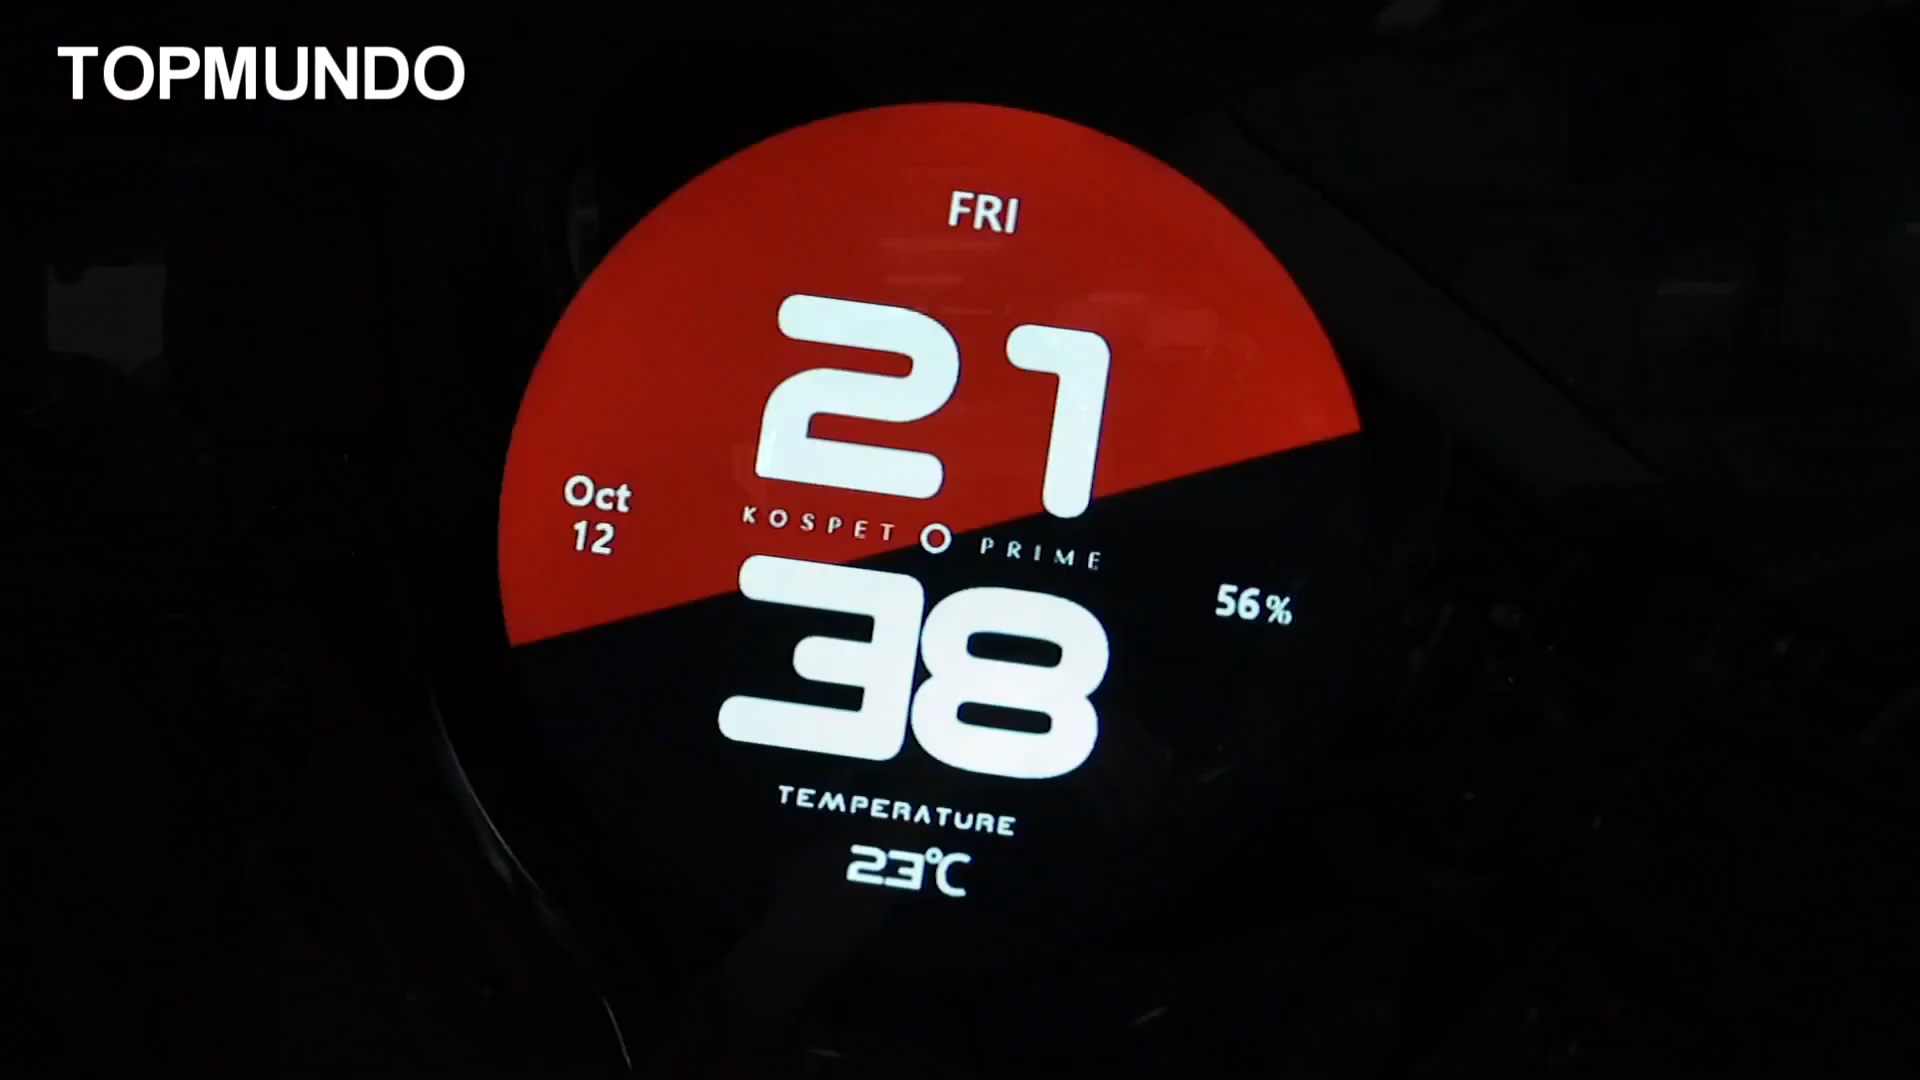 TOPMUNDO
FRI
21
Oct
12
KOSPET O PRIME
38
56%
TEMPERATURE
23°C